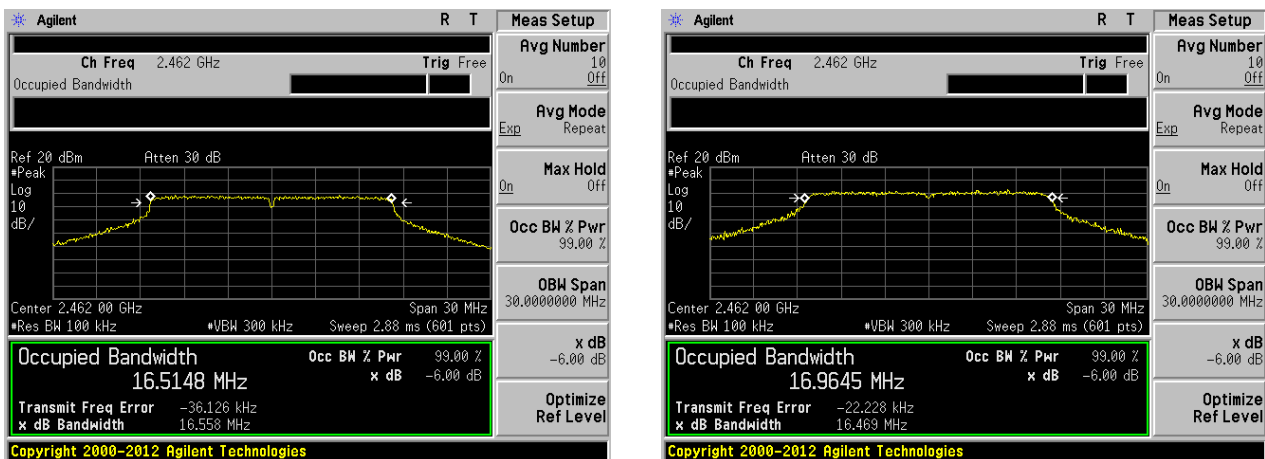 Agilent R T
Ch Freq 2.462 GHz Trig Free
Occupied Bandwidth
Ref 20 dBm Atten 30 dB
#Peak
Log
10
dB/
Center 2.462 00 GHz Span 30 MHz
#Res BW 100 kHz #VBW 300 kHz Sweep 2.88 ms (601 pts)
Occupied Bandwidth Occ BW % Pwr 99.00 %
16.5148 MHz x dB -6.00 dB
Transmit Freq Error -36.126 kHz
x dB Bandwidth 16.558 MHz
Copyright 2000-2012 Agilent Technologies
Meas Setup
Avg Number
10
On Off
Avg Mode
Exp Repeat
Max Hold
On Off
Occ BW % Pwr
99.00 %
OBW Span
30.0000000 MHz
x dB
-6.00 dB
Optimize
Ref Level
Agilent R T
Ch Freq 2.462 GHz Trig Free
Occupied Bandwidth
Ref 20 dBm Atten 30 dB
#Peak
Log
10
dB/
Center 2.462 00 GHz Span 30 MHz
#Res BW 100 kHz #VBW 300 kHz Sweep 2.88 ms (601 pts)
Occupied Bandwidth Occ BW % Pwr 99.00 %
16.9645 MHz x dB -6.00 dB
Transmit Freq Error -22.228 kHz
x dB Bandwidth 16.469 MHz
Copyright 2000-2012 Agilent Technologies
Meas Setup
Avg Number
10
On Off
Avg Mode
Exp Repeat
Max Hold
On Off
Occ BW % Pwr
99.00 %
OBW Span
30.0000000 MHz
x dB
-6.00 dB
Optimize
Ref Level